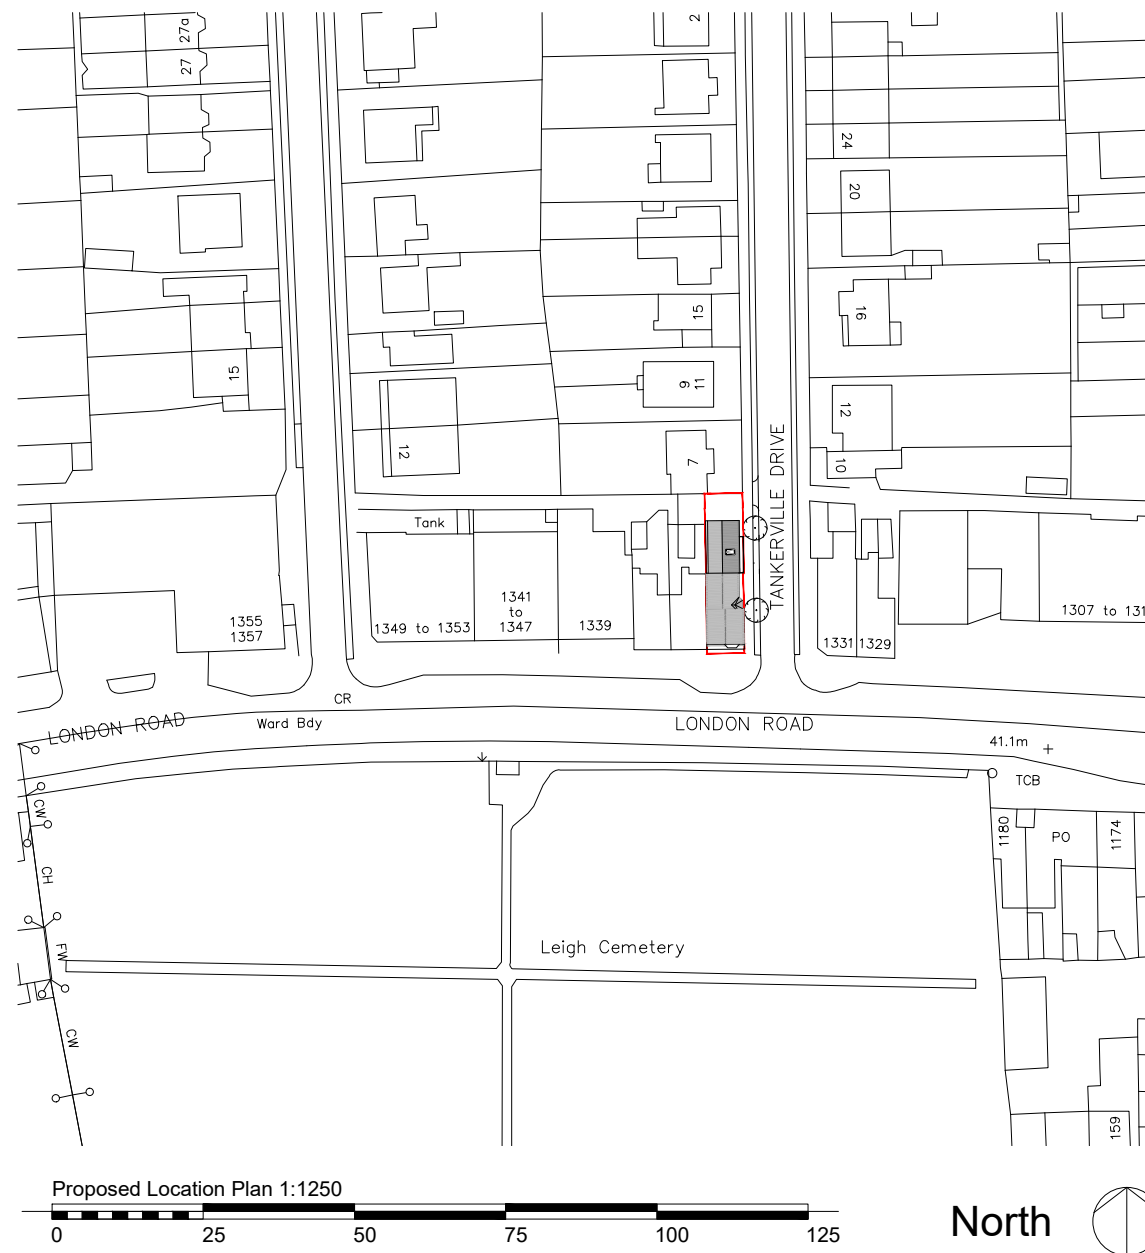 27a
27
2
24
20
15
16
15
9
11
12
12
10
7
TANKERVILLE DRIVE
Tank
1355
1357
1349 to 1353
1341
to
1347
1339
1331
1329
1307 to 131
CR
LONDON ROAD
Ward Bdy
LONDON ROAD
41.1m
TCB
CW
CH
FW
CW
1180
PO
1174
Leigh Cemetery
159
Proposed Location Plan 1:1250
0 25 50 75 100 125
North